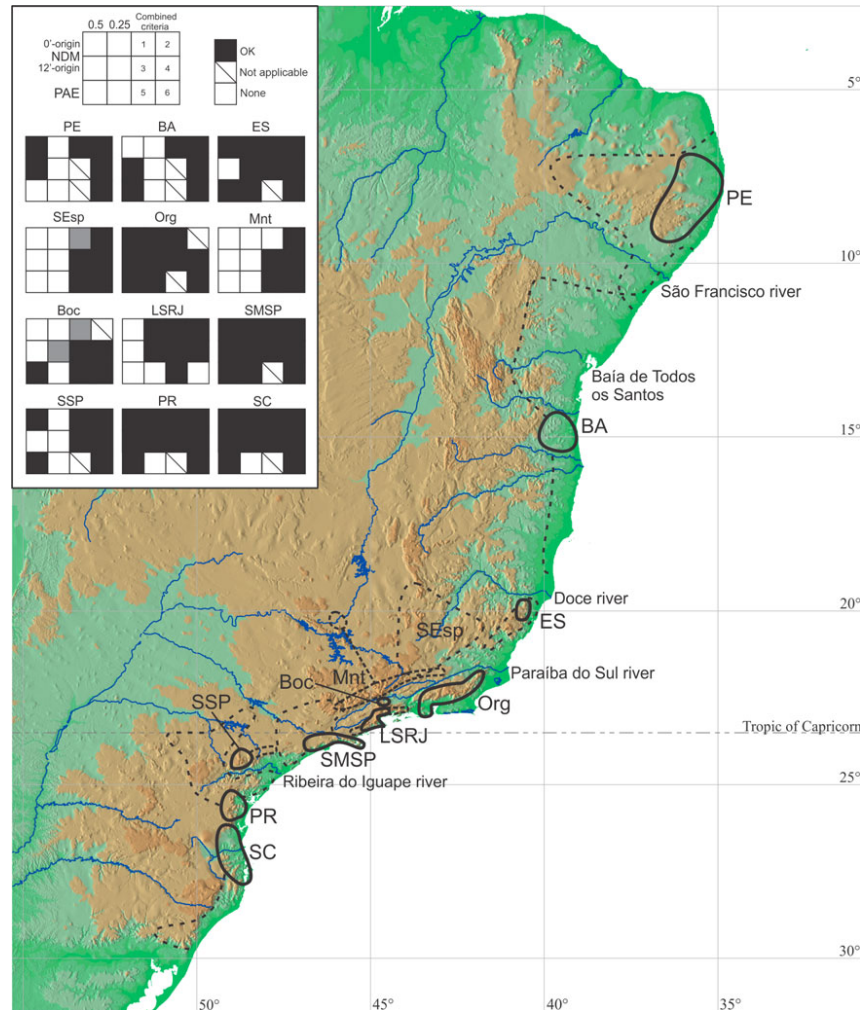 0.5 0.25 Combined criteria
0'-origin 1 2
NDM
12'-origin 3 4
PAE 5 6
OK
Not applicable
None
PE BA ES
SEsp Org Mnt
Boc LSRJ SMSP
SSP PR SC
5°
PE
10°
São Francisco river
Baía de Todos
os Santos
BA
15°
Doce river
20°
ES
SEsp
Paraíba do Sul river
Mnt
Boc
Org
SSP
LSRJ
Tropic of Capricorn
SMSP
Ribeira do Iguape river
25°
PR
SC
30°
50° 45° 40° 35°